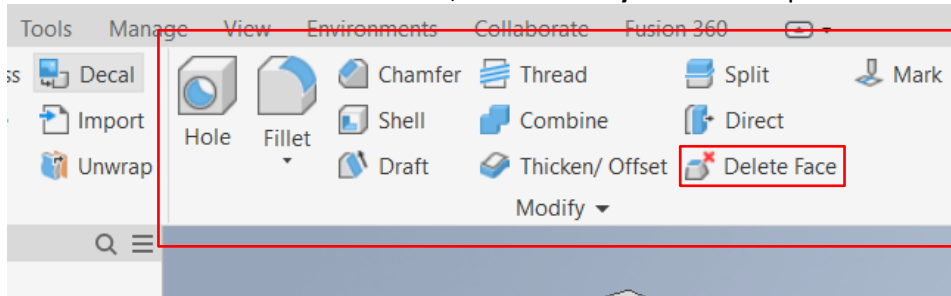 Tools Manage View Environments Collaborate Fusion 360
ss Decal Chamfer Thread Split Mark
Import Shell Combine Direct
Hole Fillet
Unwrap Draft Thicken/ Offset Delete Face
Modify